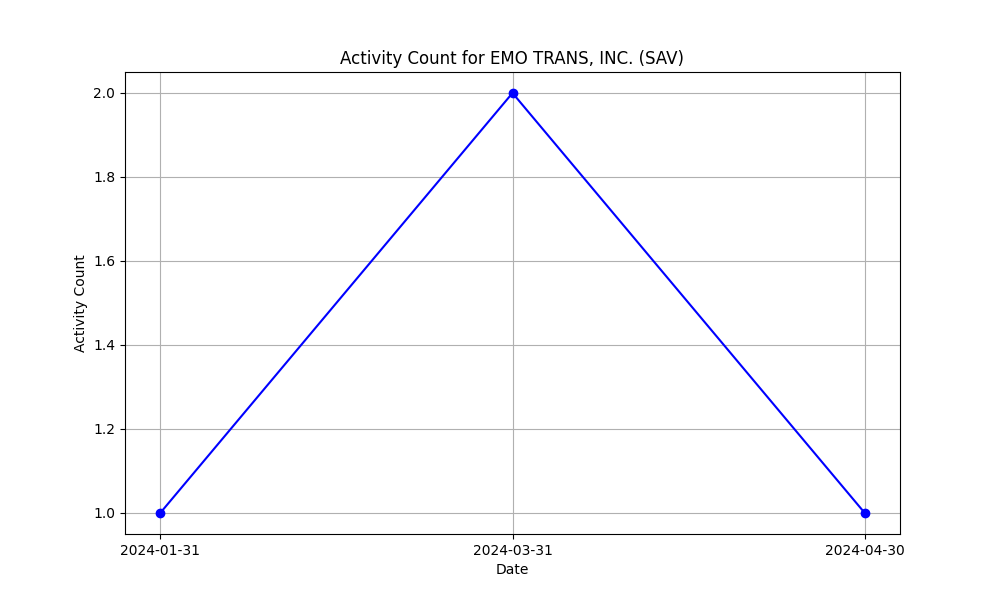 Activity Count for EMO TRANS, INC. (SAV)
2.0
1.8
1.6
1.4
1.2
1.0
Activity Count
2024-01-31 2024-03-31 2024-04-30
Date